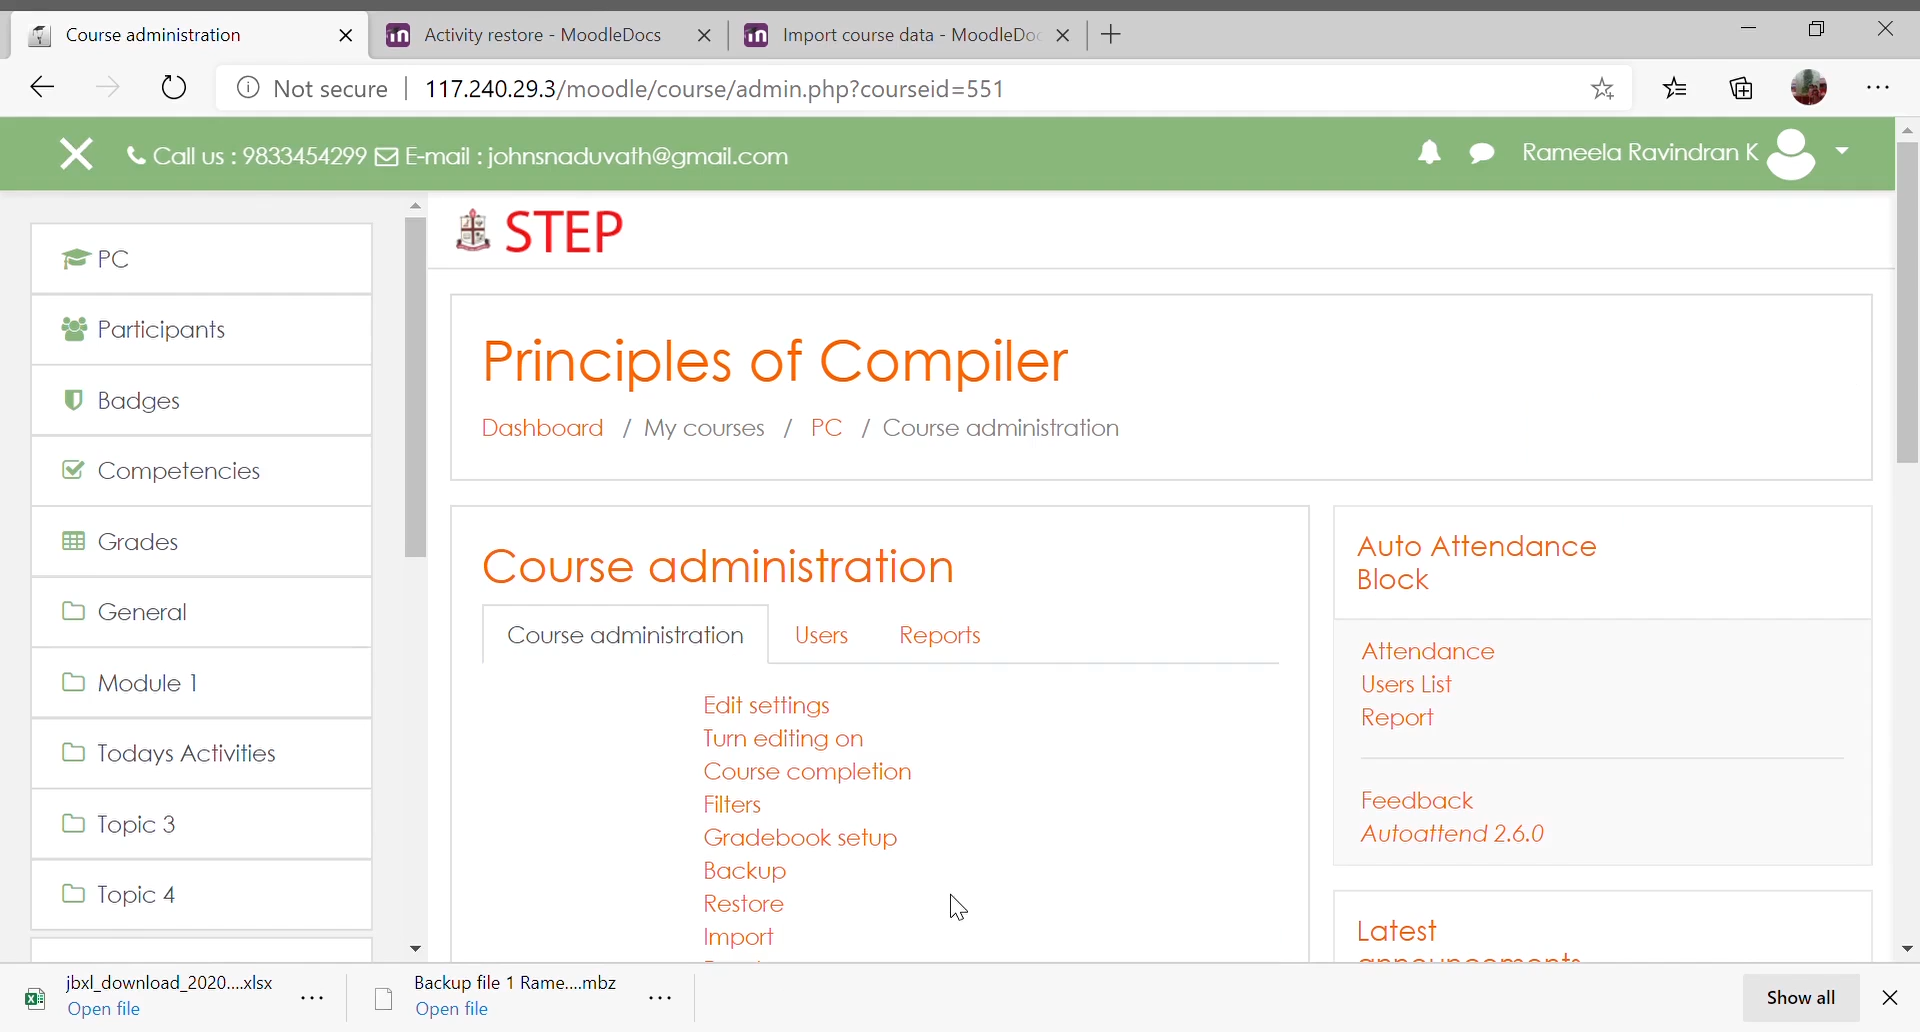 Course administration
Activity restore - MoodleDocs
Import course data - MoodleDoc
Not secure
117.240.29.3/moodle/course/admin.php?courseid=551
Call us : 9833454299 E-mail : johnsnaduvath@gmail.com
Rameela Ravindran K
STEP
PC
Participants
Badges
Competencies
Grades
General
Module 1
Todays Activities
Topic 3
Topic 4
Principles of Compiler
Dashboard / My courses / PC / Course administration
Course administration
Course administration
Users
Reports
Edit settings
Turn editing on
Course completion
Filters
Gradebook setup
Backup
Restore
Import
Auto Attendance
Block
Attendance
Users List
Report
Feedback
Autoattend 2.6.0
Latest
announcements
jbxl_download_2020....xlsx
Open file
Backup file 1 Rame....mbz
Open file
Show all